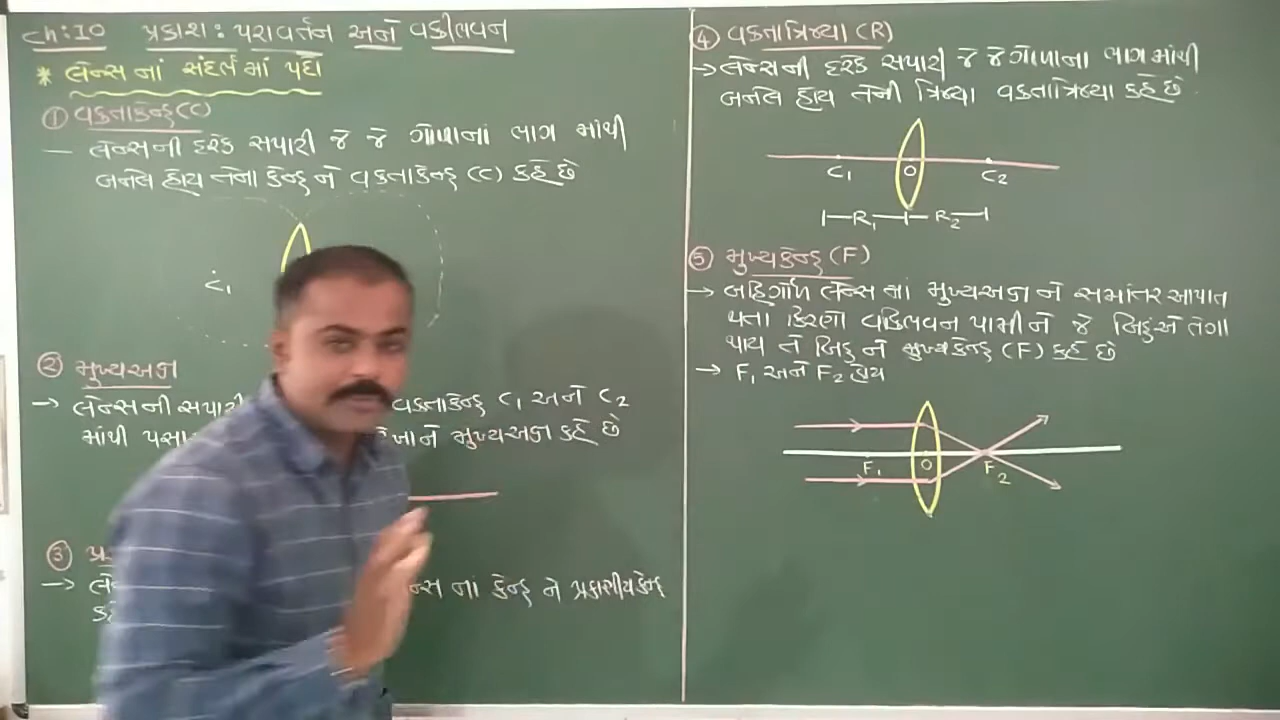 Ch:10 પ્રકાશ: પરાવર્તન અને વક્રીભવન
* લેન્સ નાં સંદર્ભમાં પદો
① વક્રતાકેન્દ્ર (C)
— લેન્સની દરેક સપાટી જે જે ગોળાનાં ભાગ માંથી
બનેલ હોય તેના કેન્દ્ર ને વક્રતાકેન્દ્ર (C) કહે છે
C₁
② મુખ્યઅક્ષ
→ લેન્સની સપાટી વક્રતાકેન્દ્ર C₁ અને C₂
માંથી પસા રેખાને મુખ્યઅક્ષ કહે છે
③ પ્ર
→ લે ન્સ નાં કેન્દ્ર ને પ્રકાશીયકેન્દ્ર
કહે
④ વક્રતાત્રિજ્યા (R)
→ લેન્સની દરેક સપાટી જે જે ગોળાના ભાગ માંથી
બનેલ હોય તેની ત્રિજ્યા વક્રતાત્રિજ્યા કહે છે.
C₁ O C₂
R₁ R₂
⑤ મુખ્યકેન્દ્ર (F)
→ બહિર્ગોળ લેન્સ નાં મુખ્યઅક્ષ ને સમાંતર આપાત
થતા કિરણો વક્રિભવન પામી ને જે બિંદુએ ભેગા
થાય તે બિંદુ ને મુખ્યકેન્દ્ર (F) કહે છે
→ F₁ અને F₂ હોય
F₁ O F₂